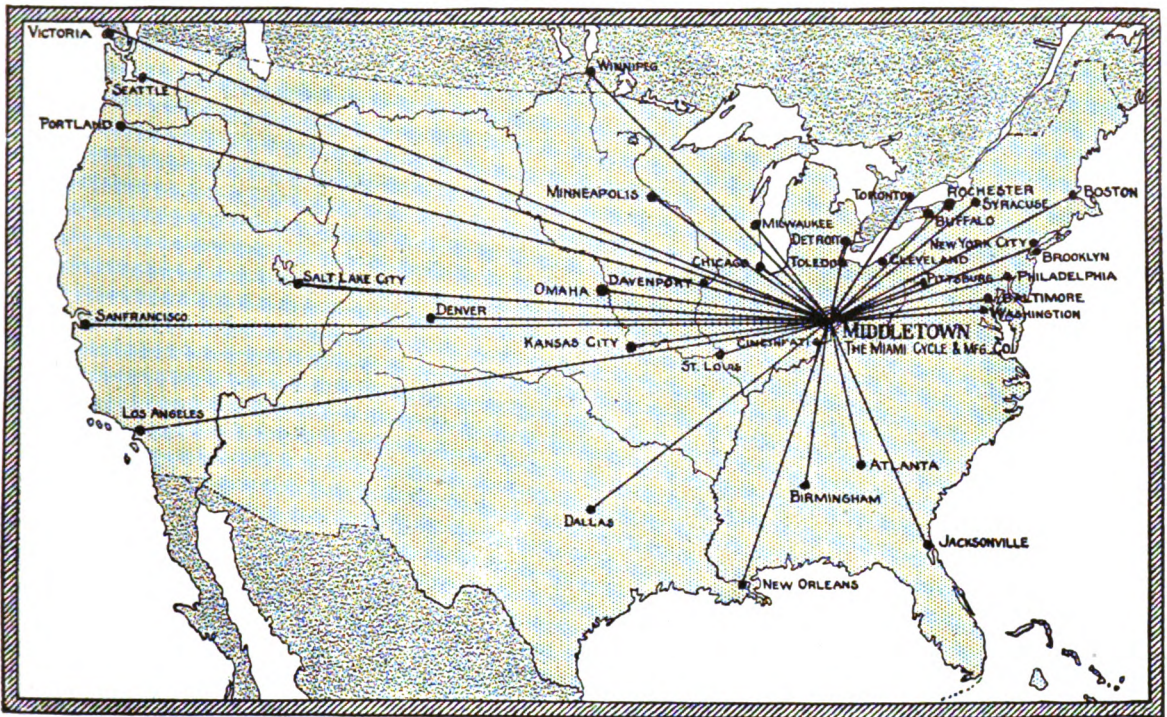 VICTORIA
WINNIPEG
SEATTLE
PORTLAND
MINNEAPOLIS
TORONTO
ROCHESTER
SYRACUSE
BOSTON
BUFFALO
MILWAUKEE
DETROIT
NEW YORK CITY
BROOKLYN
CHICAGO
TOLEDO
CLEVELAND
SALT LAKE CITY
OMAHA
DAVENPORT
PITTSBURG
PHILADELPHIA
BALTIMORE
WASHINGTION
SANFRANCISCO
DENVER
MIDDLETOWN
KANSAS CITY
CINCINFATI
THE MIAMI CYCLE & MFG. CO.
ST. LOUIS
LOS ANGELES
ATLANTA
BIRMINGHAM
DALLAS
JACKSONVILLE
NEW ORLEANS